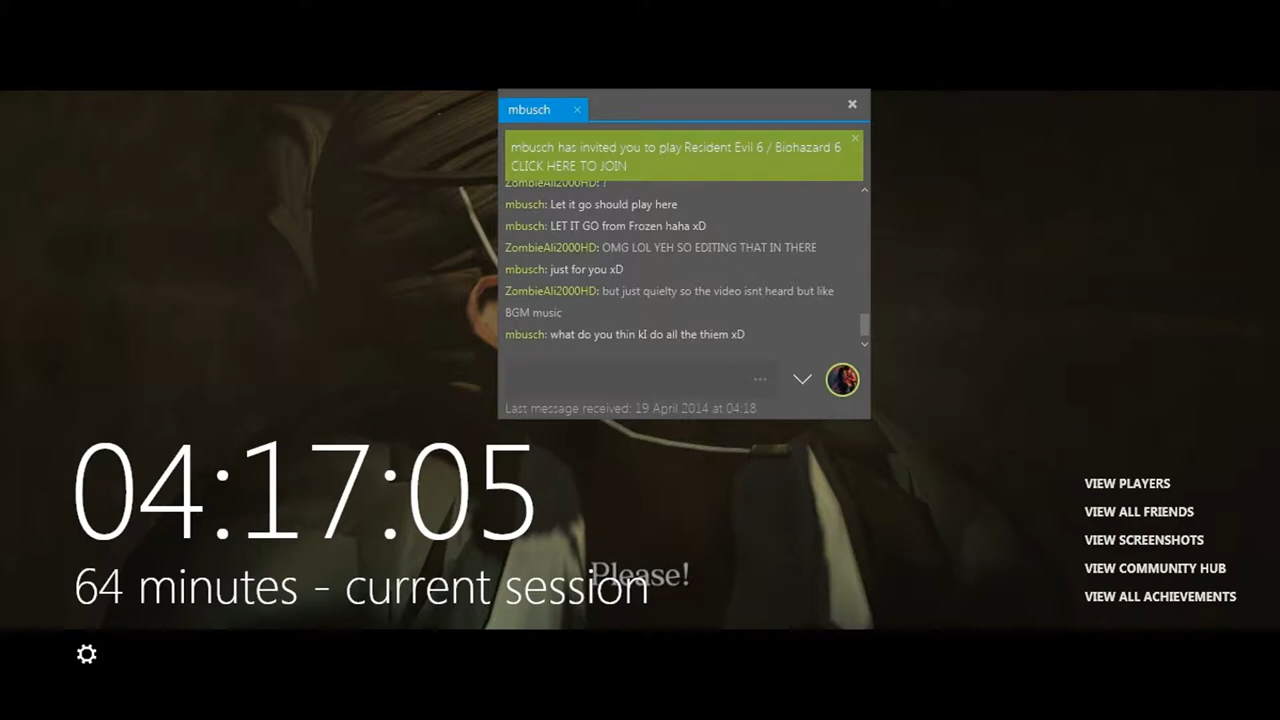 mbusch
mbusch has invited you to play Resident Evil 6 / Biohazard 6
CLICK HERE TO JOIN
ZombieAli2000HD: ?
mbusch: Let it go should play here
mbusch: LET IT GO from Frozen haha xD
ZombieAli2000HD: OMG LOL YEH SO EDITING THAT IN THERE
mbusch: just for you xD
ZombieAli2000HD: but just quielty so the video isnt heard but like
BGM music
mbusch: what do you thin kI do all the thiem xD
Last message received: 19 April 2014 at 04:18
04:17:05
64 minutes - current session
Please!
VIEW PLAYERS
VIEW ALL FRIENDS
VIEW SCREENSHOTS
VIEW COMMUNITY HUB
VIEW ALL ACHIEVEMENTS